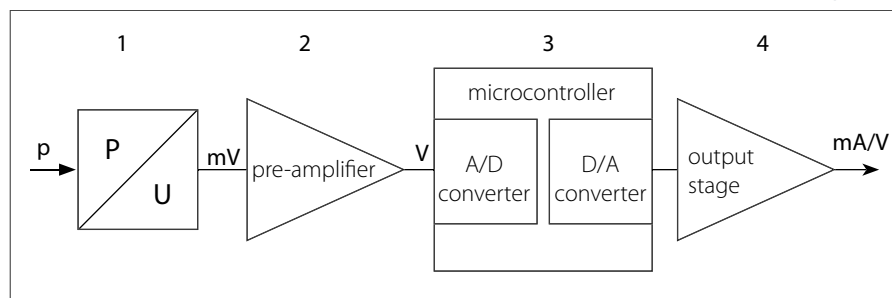 1
2
3
4
p
P
U
mV
pre-amplifier
V
microcontroller
A/D
converter
D/A
converter
output
stage
mA/V